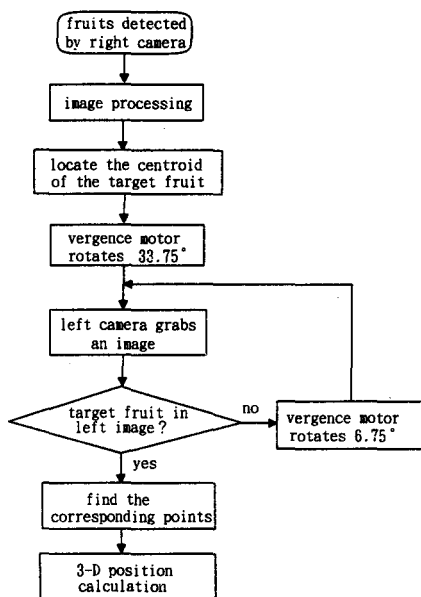 fruits detected
by right camera
image processing
locate the centroid
of the target fruit
vergence motor
rotates 33.75°
left camera grabs
an image
target fruit in
left image?
no
vergence motor
rotates 6.75°
yes
find the
corresponding points
3-D position
calculation